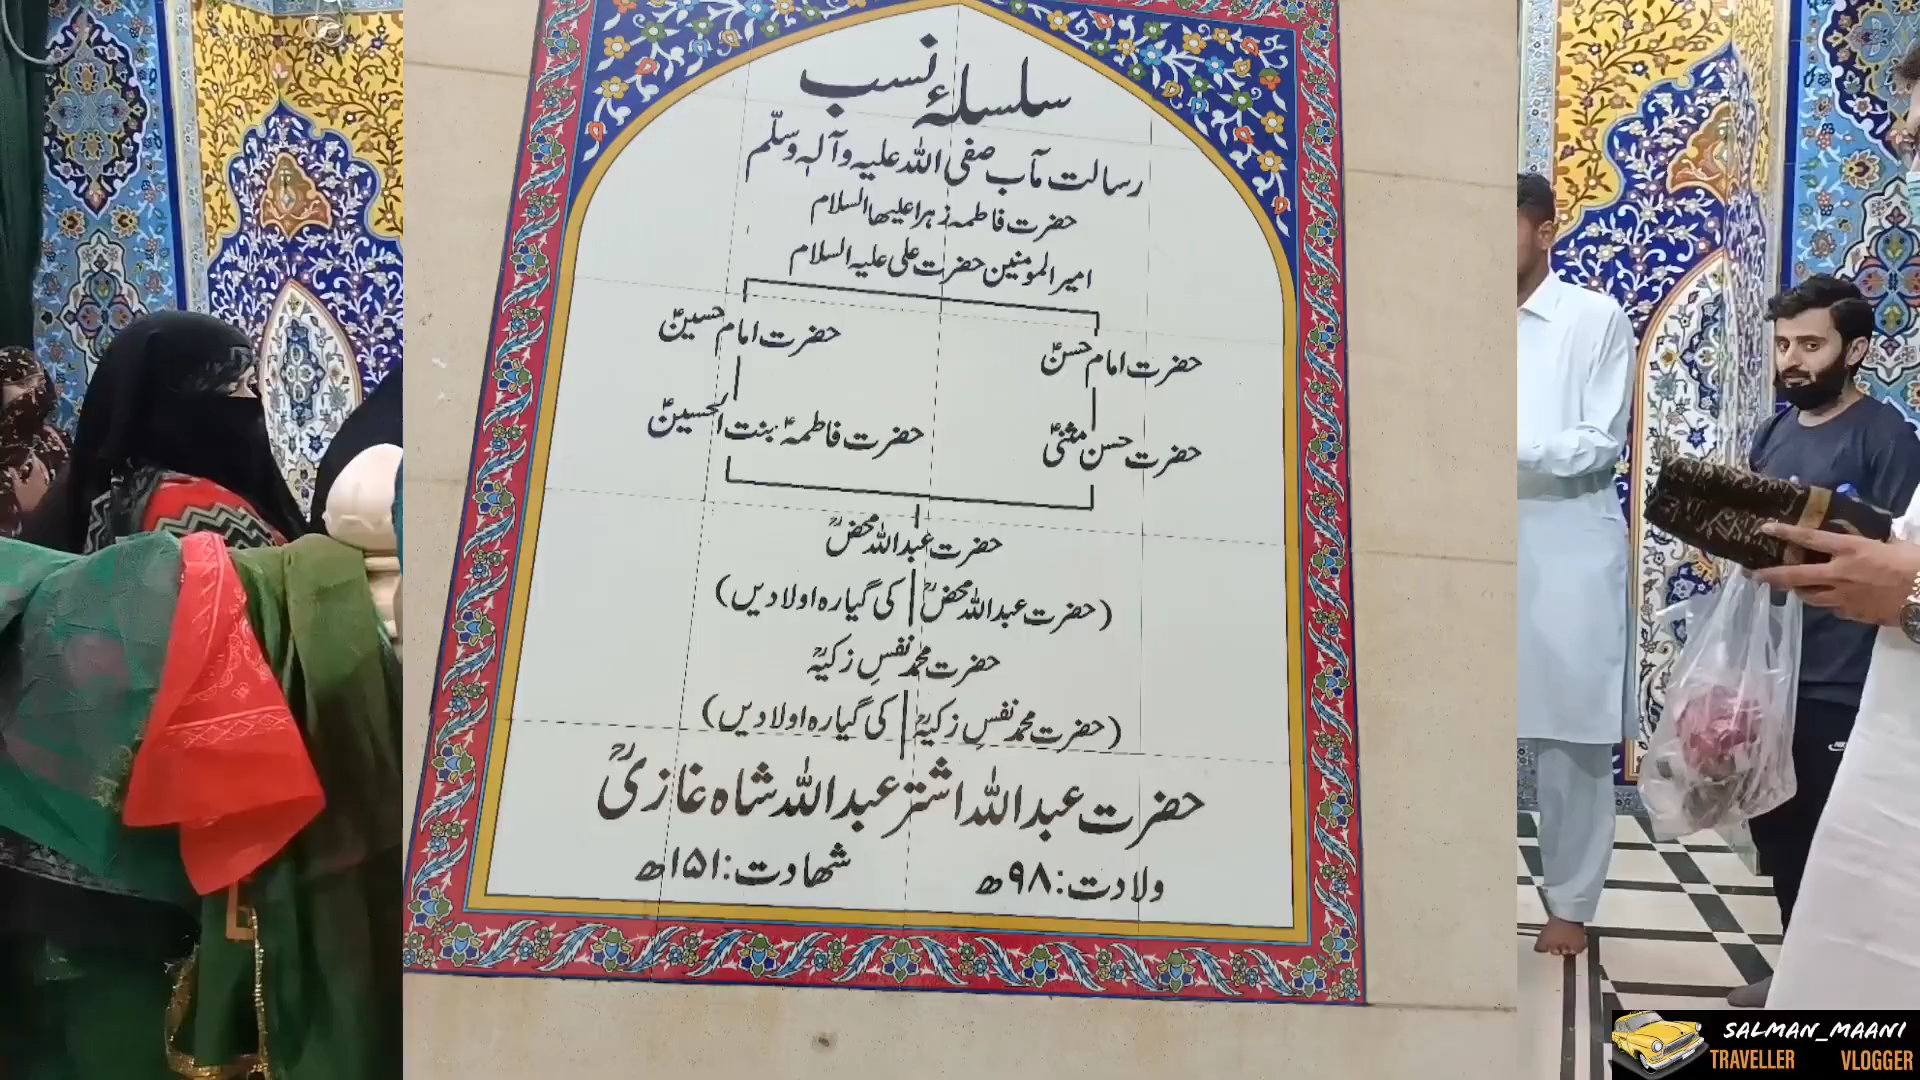 سلسلۂ نسب
رسالت مآب صلی اللہ علیہ وآلہٖ وسلّم
حضرت فاطمہ زہرا علیھا السلام
امیر المومنین حضرت علی علیہ السلام
حضرت امام حسنؑ حضرت امام حسینؑ
حضرت حسن مثنیٰؑ حضرت فاطمہؑ بنت الحسینؑ
حضرت عبداللہ محضؒ
(حضرت عبداللہ محضؒ کی گیارہ اولادیں)
حضرت محمد نفسِ زکیہؒ
(حضرت محمد نفسِ زکیہؒ کی گیارہ اولادیں)
حضرت عبداللہ اشتر عبداللہ شاہ غازیؒ
ولادت: ۹۸ھ شھادت: ۱۵۱ھ
SALMAN_MAANI
TRAVELLER VLOGGER